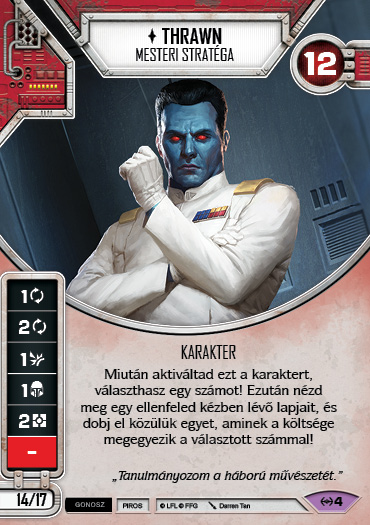 THRAWN
MESTERI STRATÉGA
12
1
2
1
1
2
-
14/17
KARAKTER
Miután aktiváltad ezt a karaktert,
választhasz egy számot! Ezután nézd
meg egy ellenfeled kézben lévő lapjait, és
dobj el közülük egyet, aminek a költsége
megegyezik a választott számmal!
„Tanulmányozom a háború művészetét.”
GONOSZ
PIROS
© LFL © FFG
Darren Tan
4